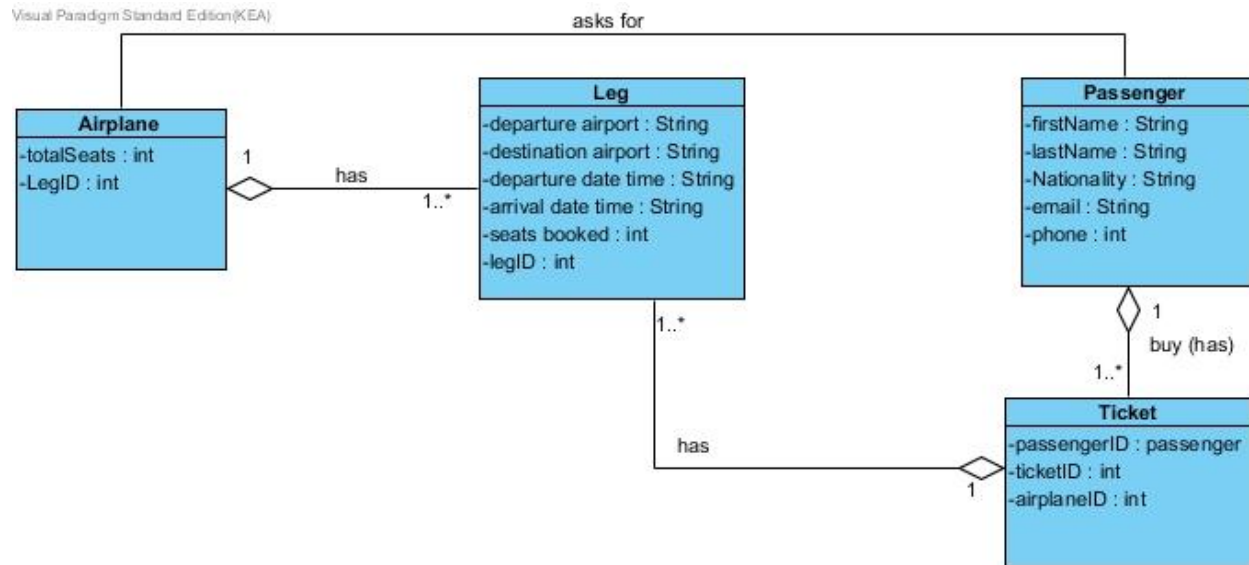 Visual Paradigm Standard Edition(KEA)
asks for
Airplane
-totalSeats : int
-LegID : int
1
has
1..*
Leg
-departure airport : String
-destination airport : String
-departure date time : String
-arrival date time : String
-seats booked : int
-legID : int
Passenger
-firstName : String
-lastName : String
-Nationality : String
-email : String
-phone : int
1
buy (has)
1..*
1..*
has
1
Ticket
-passengerID : passenger
-ticketID : int
-airplaneID : int